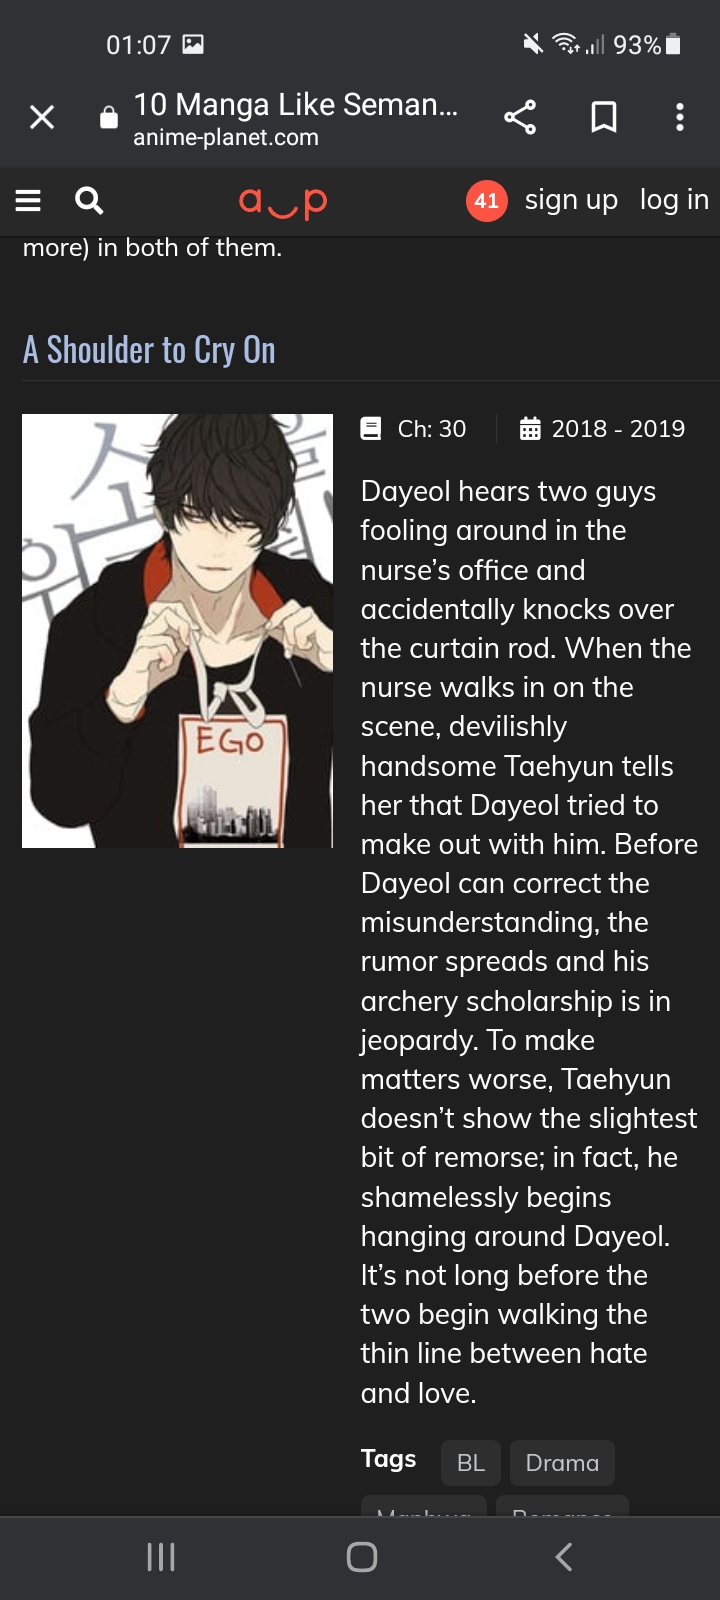 01:07
93%
10 Manga Like Seman...
anime-planet.com
a p
41
sign up
log in
more) in both of them.
A Shoulder to Cry On
Ch: 30
2018 - 2019
EGO
Dayeol hears two guys
fooling around in the
nurse’s office and
accidentally knocks over
the curtain rod. When the
nurse walks in on the
scene, devilishly
handsome Taehyun tells
her that Dayeol tried to
make out with him. Before
Dayeol can correct the
misunderstanding, the
rumor spreads and his
archery scholarship is in
jeopardy. To make
matters worse, Taehyun
doesn’t show the slightest
bit of remorse; in fact, he
shamelessly begins
hanging around Dayeol.
It’s not long before the
two begin walking the
thin line between hate
and love.
Tags
BL
Drama
Manhwa
Romance